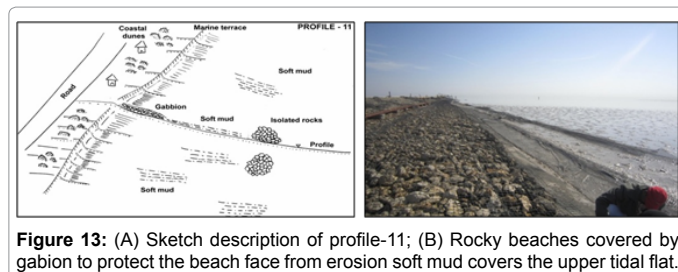 Coastal dunes
Marine terrace
PROFILE - 11
Soft mud
Road
Gabbion
Soft mud
Isolated rocks
Profile
Soft mud
Figure 13: (A) Sketch description of profile-11; (B) Rocky beaches covered by
gabion to protect the beach face from erosion soft mud covers the upper tidal flat.